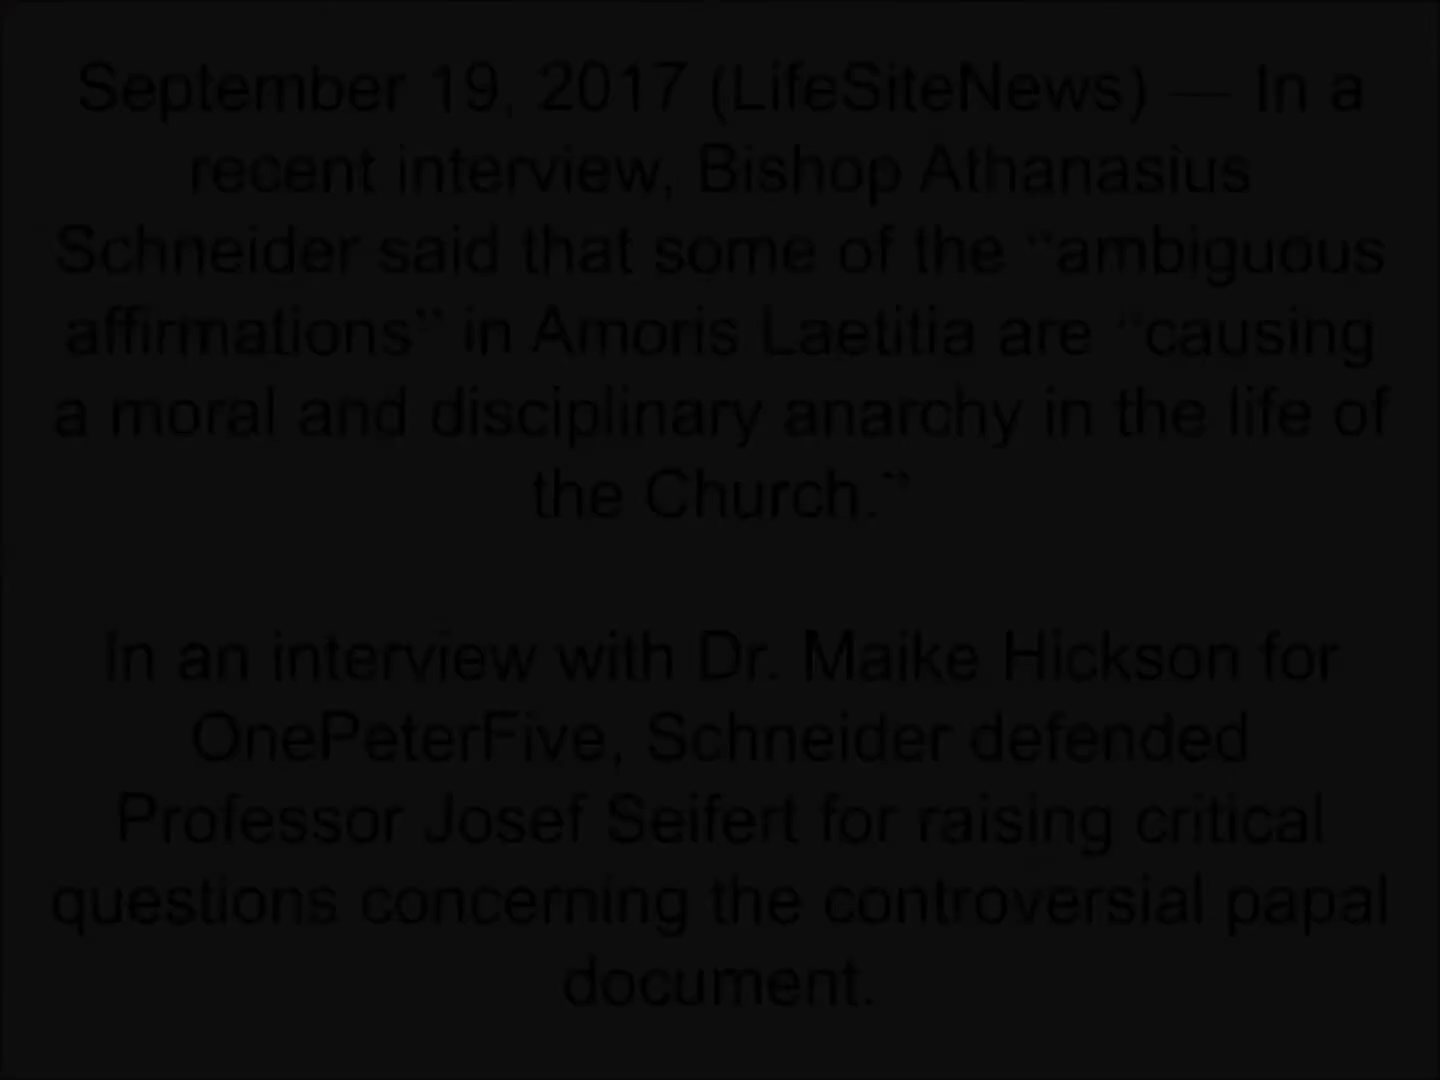 September 19, 2017 (LifeSiteNews) — In a
recent interview, Bishop Athanasius
Schneider said that some of the “ambiguous
affirmations” in Amoris Laetitia are “causing
a moral and disciplinary anarchy in the life of
the Church.”
In an interview with Dr. Maike Hickson for
OnePeterFive, Schneider defended
Professor Josef Seifert for raising critical
questions concerning the controversial papal
document.